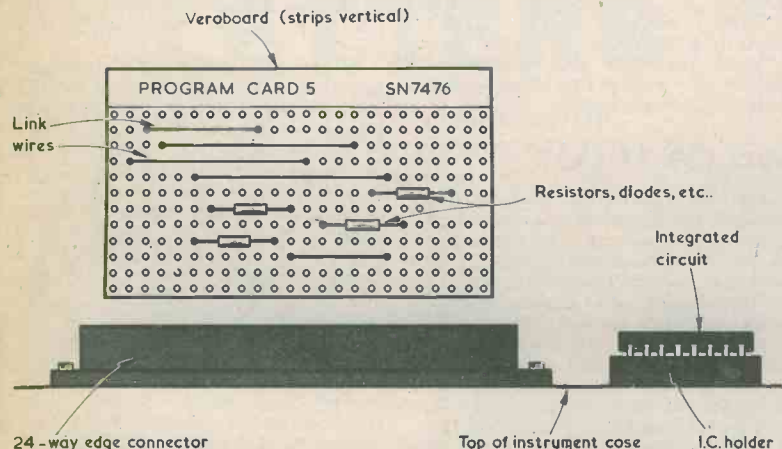 Veroboard (strips vertical)
PROGRAM CARD 5 SN7476
Link
wires
Resistors, diodes, etc..
Integrated
circuit
24-way edge connector
Top of instrument case
I.C. holder